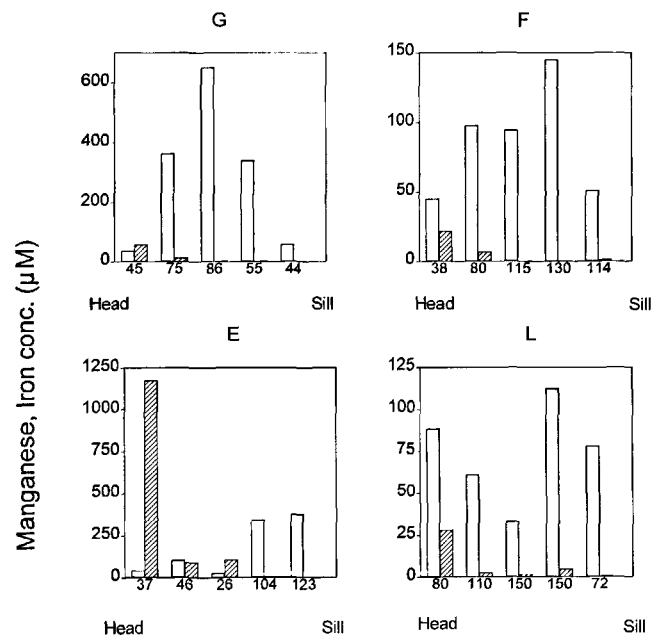 G
600
400
200
0
45 75 86 55 44
Head Sill
F
150
100
50
0
38 80 115 130 114
Head Sill
Manganese, Iron conc. (µM)
E
1250
1000
750
500
250
0
37 46 26 104 123
Head Sill
L
125
100
75
50
25
0
80 110 150 150 72
Head Sill